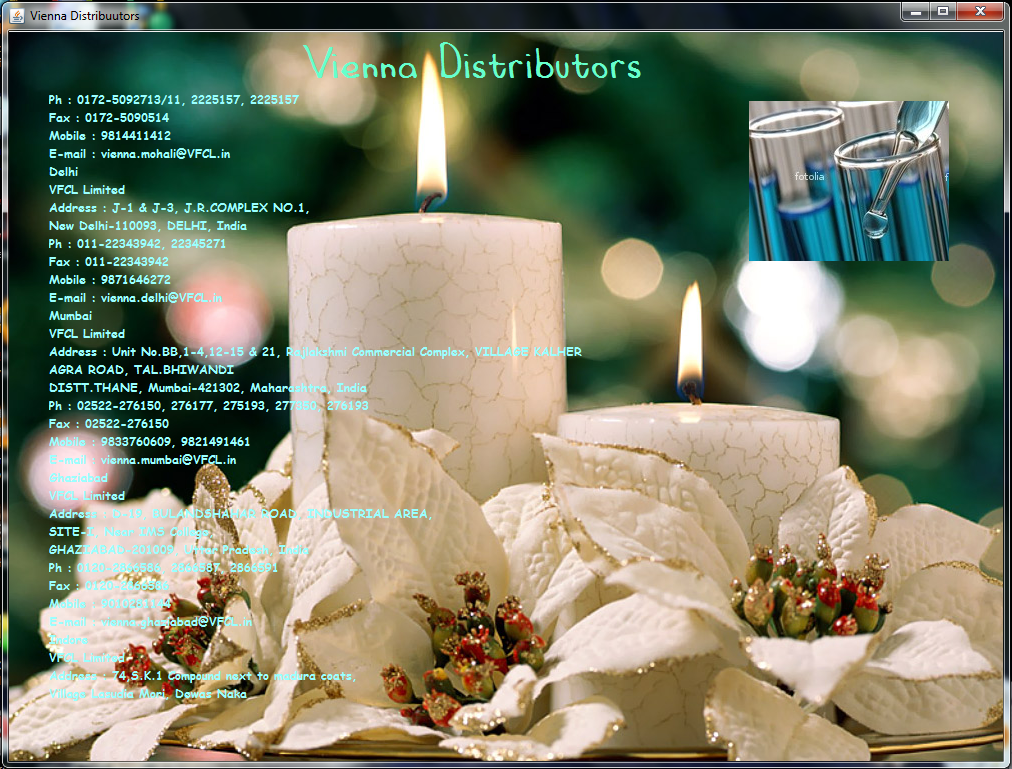 Vienna Distribuutors
Vienna Distributors
Ph : 0172-5092713/11, 2225157, 2225157
Fax : 0172-5090514
Mobile : 9814411412
E-mail : vienna.mohali@VFCL.in
Delhi
VFCL Limited
Address : J-1 & J-3, J.R.COMPLEX NO.1,
New Delhi-110093, DELHI, India
Ph : 011-22343942, 22345271
Fax : 011-22343942
Mobile : 9871646272
E-mail : vienna.delhi@VFCL.in
Mumbai
VFCL Limited
Address : Unit No.BB,1-4,12-15 & 21, Rajlakshmi Commercial Complex, VILLAGE KALHER
AGRA ROAD, TAL.BHIWANDI
DISTT.THANE, Mumbai-421302, Maharashtra, India
Ph : 02522-276150, 276177, 275193, 277380, 276193
Fax : 02522-276150
Mobile : 9833760609, 9821491461
E-mail : vienna.mumbai@VFCL.in
Ghaziabad
VFCL Limited
Address : BULANDSHAHAR ROAD, INDUSTRIAL AREA,
SITE-1, Near IMS College
GHAZIABAD-201009, Uttar Pradesh, India
Ph : 0120-2866586, 2866587, 2866591
Fax : 0120-2866586
Mobile :
E-mail : vienna.ghaziabad@VFCL.in
Indore
VFCL Limited
Address : 74,S.K.1 Compound next to madura coats,
Village Lasudia Mori, Dewas Naka
fotolia